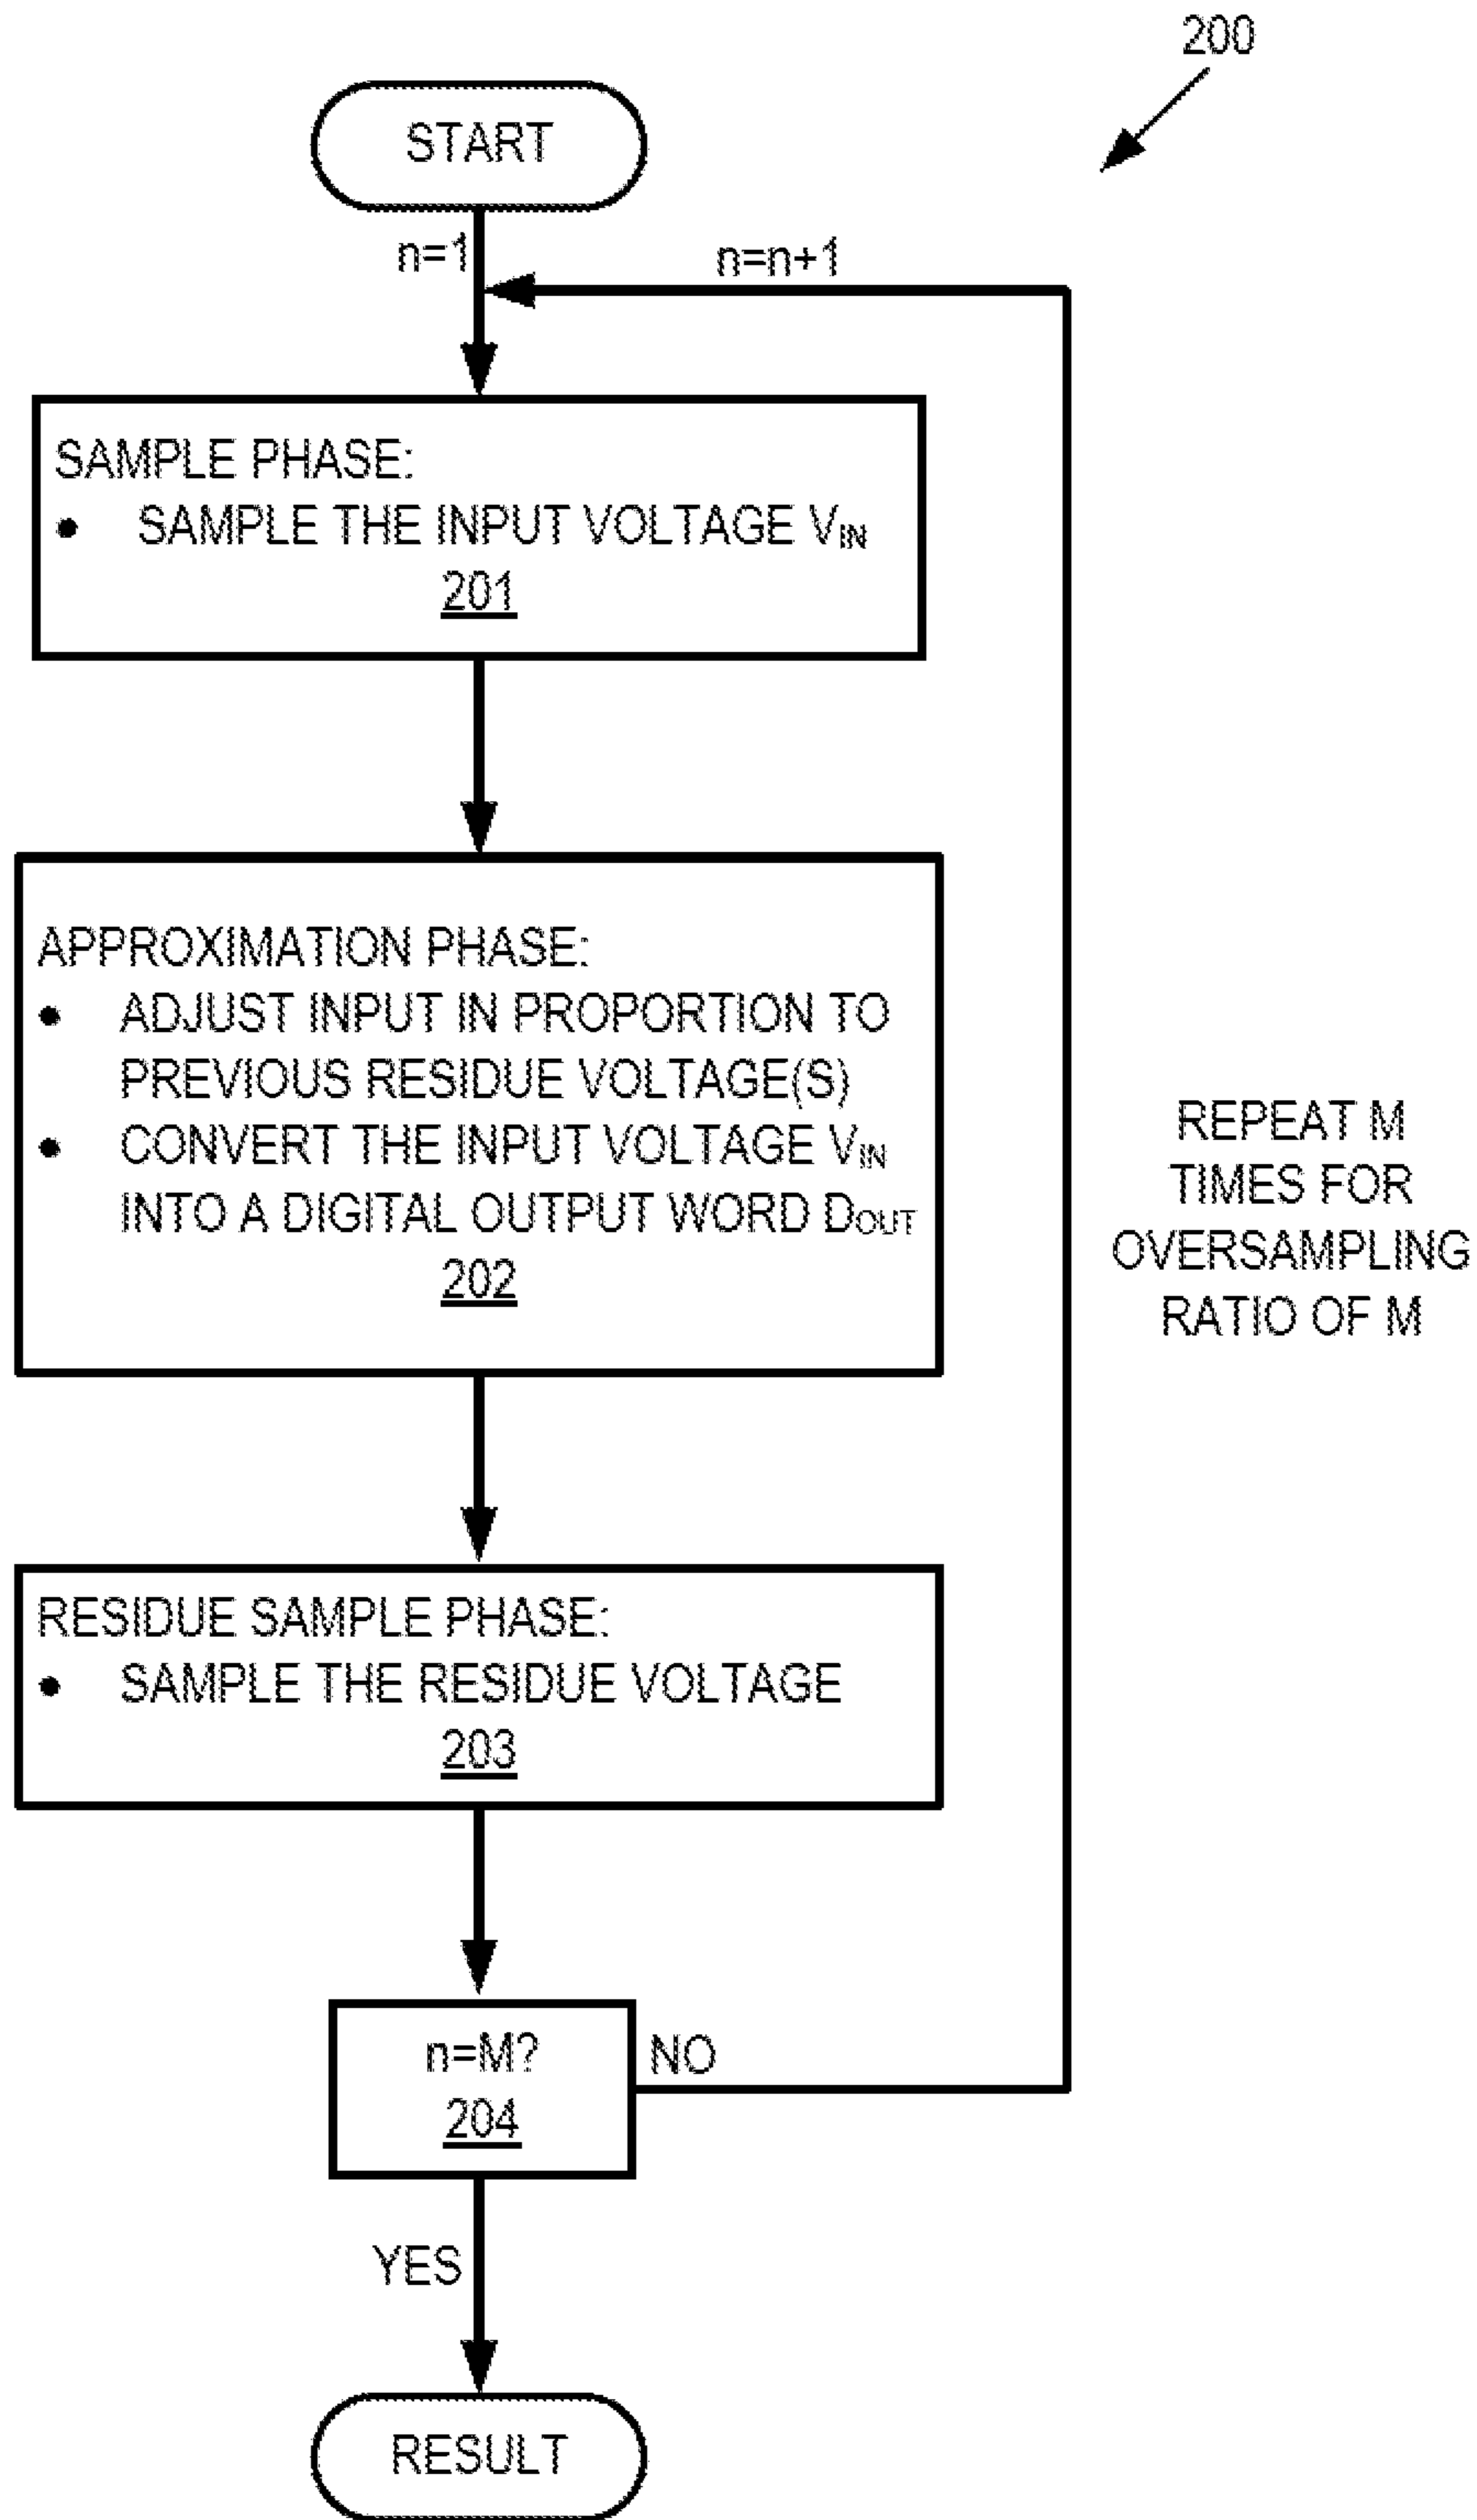 200
START
n=1
n=n+1
SAMPLE PHASE:
• SAMPLE THE INPUT VOLTAGE VIN
201
APPROXIMATION PHASE:
• ADJUST INPUT IN PROPORTION TO
PREVIOUS RESIDUE VOLTAGE(S)
• CONVERT THE INPUT VOLTAGE VIN
INTO A DIGITAL OUTPUT WORD DOUT
202
REPEAT M
TIMES FOR
OVERSAMPLING
RATIO OF M
RESIDUE SAMPLE PHASE:
• SAMPLE THE RESIDUE VOLTAGE
203
n=M?
204
NO
YES
RESULT